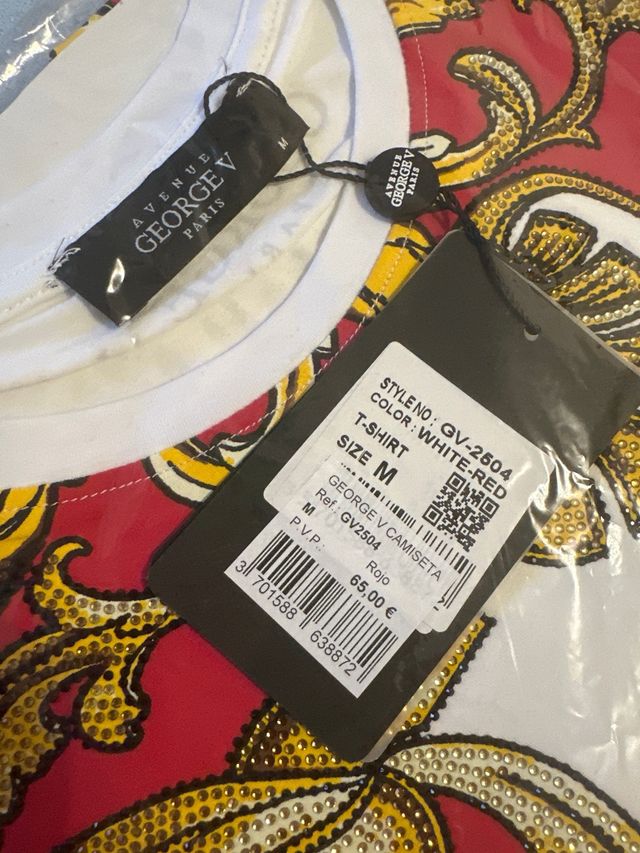 AVENUE
GEORGE V
PARIS
M
AVENUE
GEORGE V
PARIS
STYLE NO : GV-2504
COLOR : WHITE-RED
T-SHIRT
SIZE M
GEORGE V CAMISETA
Ref.: GV2504
M Rojo
P.V.P.: 65,00 €
3 701588 638872